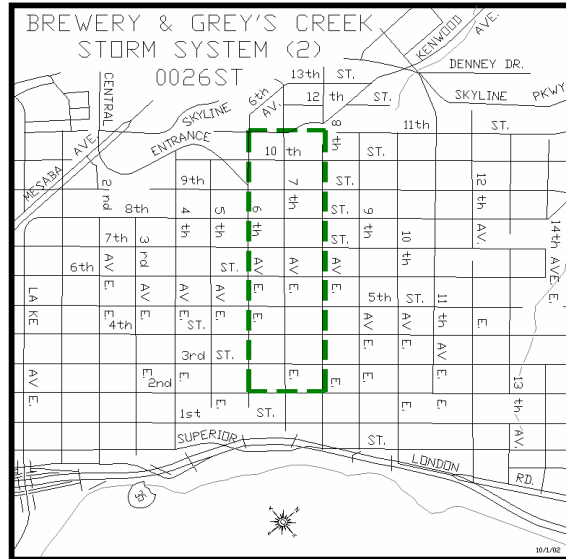 BREWERY & GREY'S CREEK
STORM SYSTEM (2)
0026ST
KENWOOD AVE.
DENNEY DR.
13th ST.
6th AV.
12 th ST.
SKYLINE PKWY
CENTRAL
SKYLINE
8 th AV E.
11th ST.
MESABA AVE.
ENTRANCE
10 th ST.
9th ST.
2 nd AV E.
8th ST.
4 th AV E.
5 th AV E.
6 th AV E.
7 th AV E.
9 th AV E.
12 th AV. E.
14th AVE. E.
7th ST.
3 rd AV E.
10 th AV E.
6th ST.
LAKE AV E.
5th ST.
11 th AV E.
4th ST.
3rd ST.
2nd
E.
E.
E.
E.
13 th AV.
1st ST.
SUPERIOR ST.
LONDON RD.
35
10/1/02